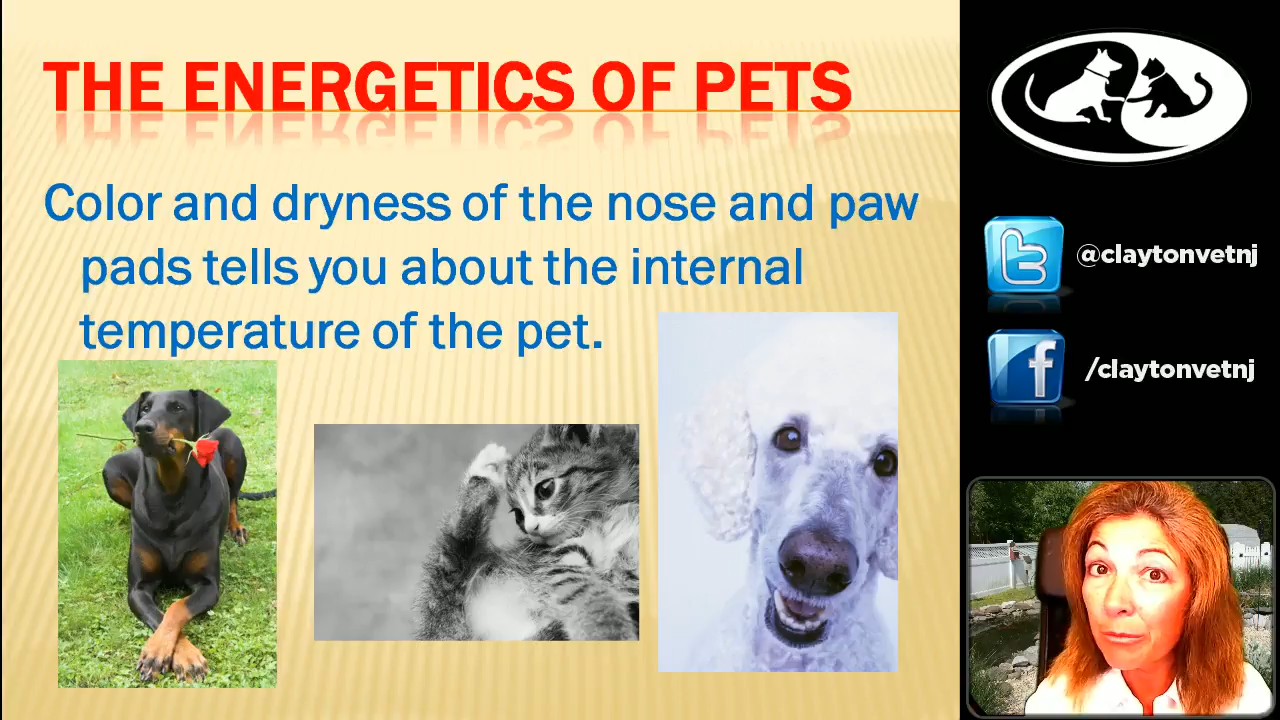 THE ENERGETICS OF PETS
Color and dryness of the nose and paw
pads tells you about the internal
temperature of the pet.
@claytonvetnj
/claytonvetnj